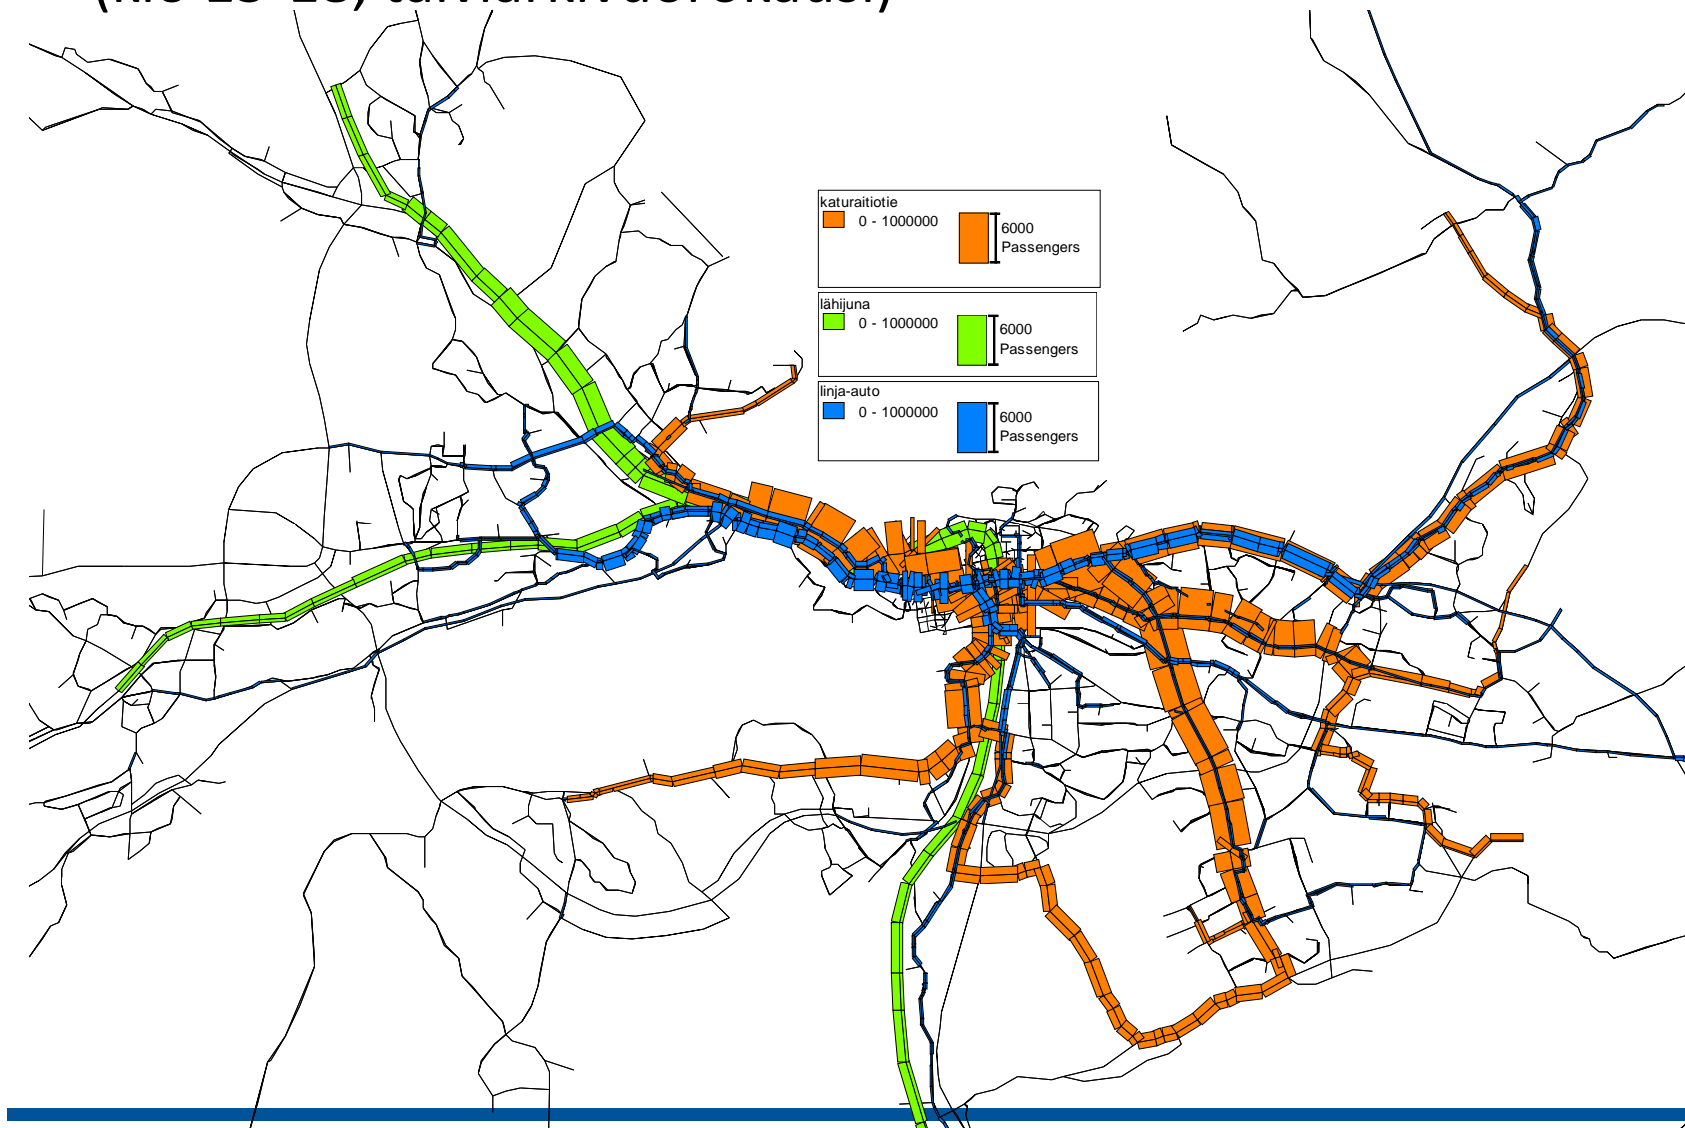 katuraitiotie
0 - 1000000
6000
Passengers
lähijuna
0 - 1000000
6000
Passengers
linja-auto
0 - 1000000
6000
Passengers